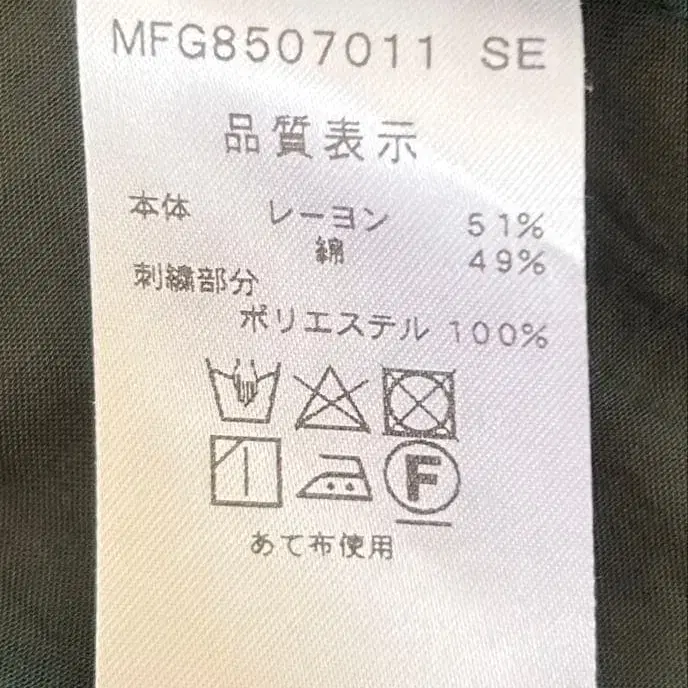 MFG8507011 SE
品質表示
本体 レーヨン 51%
綿 49%
刺繍部分
ポリエステル 100%
F
あて布使用